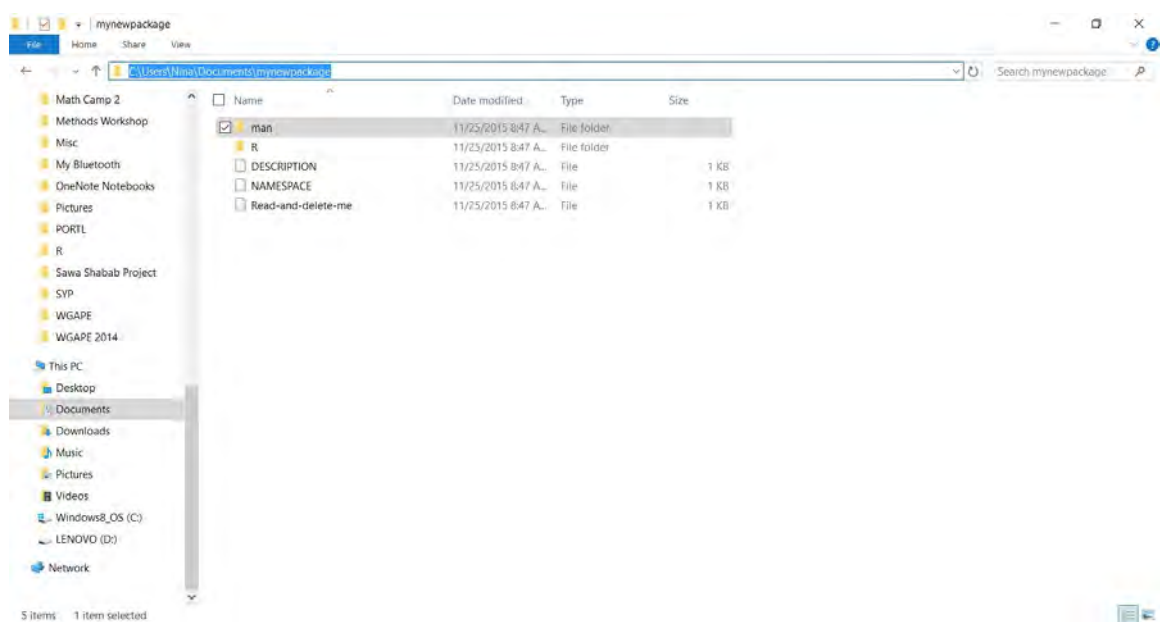 mynewpackage
File Home Share View
C:\Users\Nina\Documents\mynewpackage
Search mynewpackage
Math Camp 2
Methods Workshop
Misc
My Bluetooth
OneNote Notebooks
Pictures
PORTL
R
Sawa Shabab Project
SYP
WGAPE
WGAPE 2014
This PC
Desktop
Documents
Downloads
Music
Pictures
Videos
Windows8_OS (C:)
LENOVO (D:)
Network
Name Date modified Type Size
man 11/25/2015 8:47 A... File folder
R 11/25/2015 8:47 A... File folder
DESCRIPTION 11/25/2015 8:47 A... File 1 KB
NAMESPACE 11/25/2015 8:47 A... File 1 KB
Read-and-delete-me 11/25/2015 8:47 A... File 1 KB
5 items 1 item selected